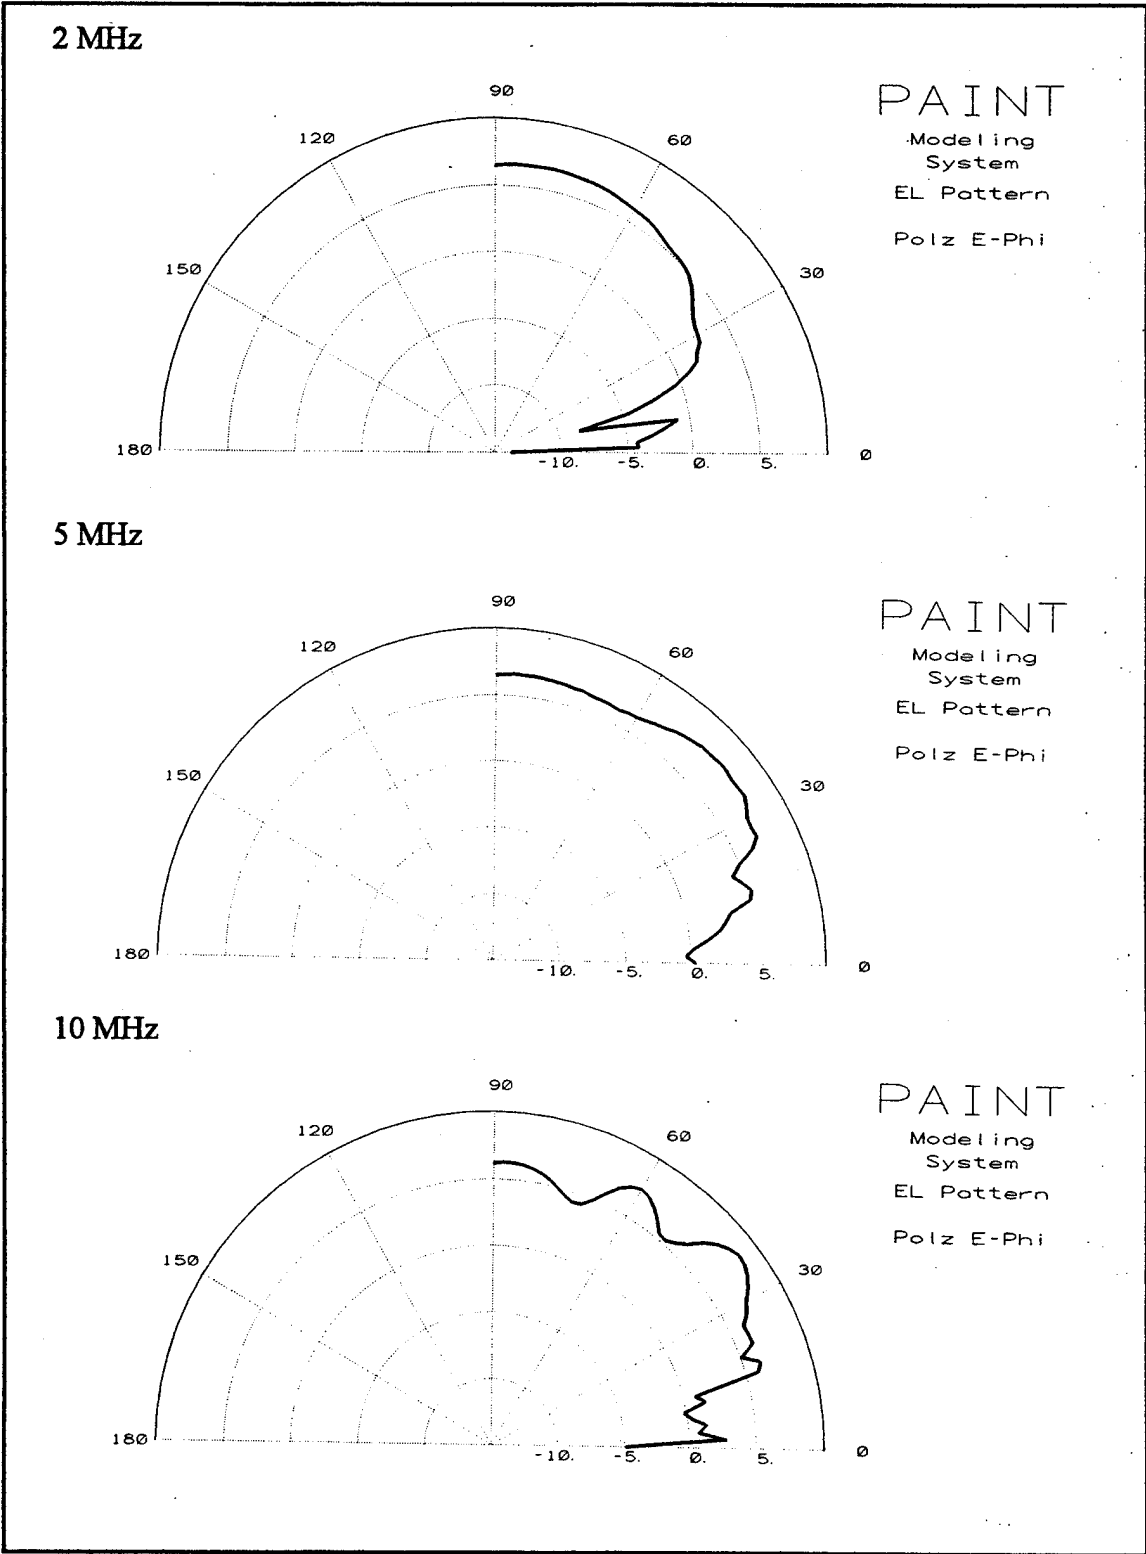 2 MHz
90
120
60
150
30
180
-10. -5. 0. 5. 0
PAINT
Modeling
System
EL Pattern
Polz E-Phi
5 MHz
90
120
60
150
30
180
-10. -5. 0. 5. 0
PAINT
Modeling
System
EL Pattern
Polz E-Phi
10 MHz
90
120
60
150
30
180
-10. -5. 0. 5. 0
PAINT
Modeling
System
EL Pattern
Polz E-Phi